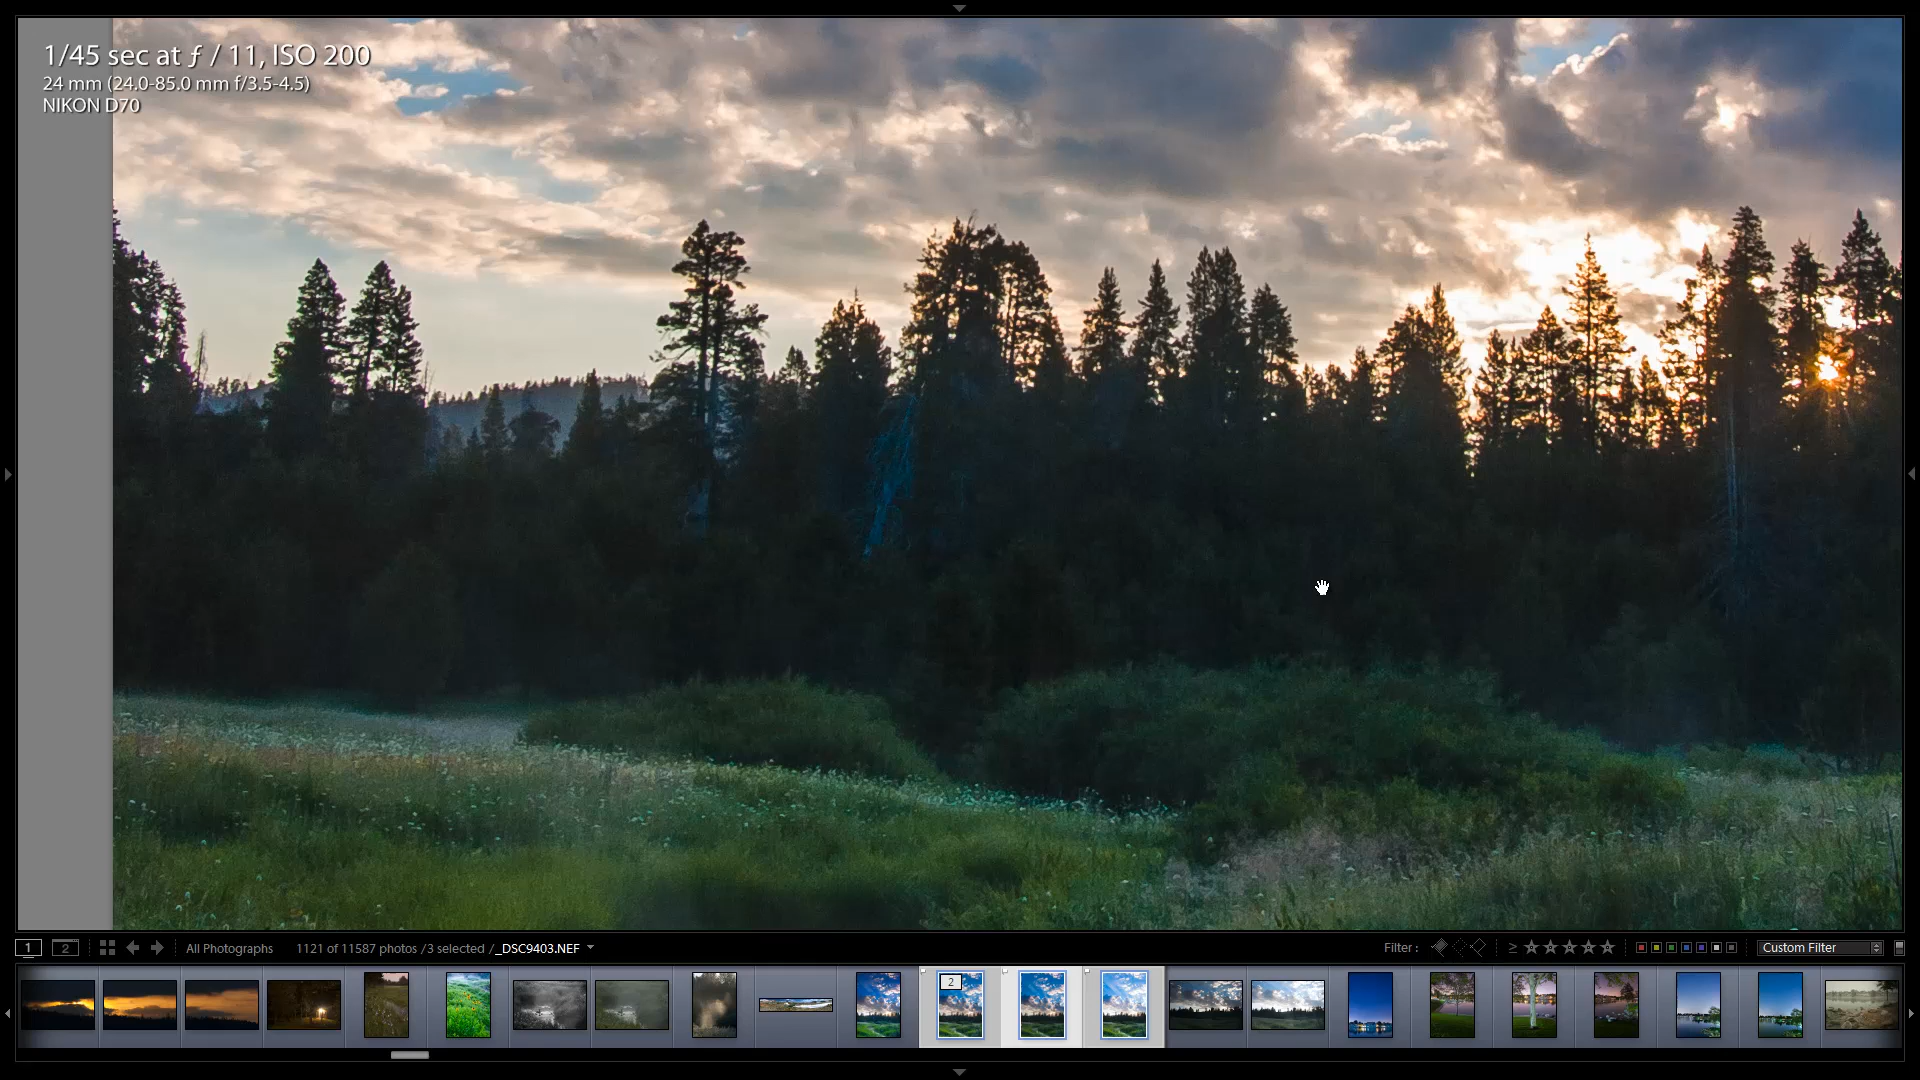 1/45 sec at ƒ / 11, ISO 200
24 mm (24.0-85.0 mm f/3.5-4.5)
NIKON D70
1 2 All Photographs 1121 of 11587 photos /3 selected /_DSC9403.NEF Filter : ≥ Custom Filter
2